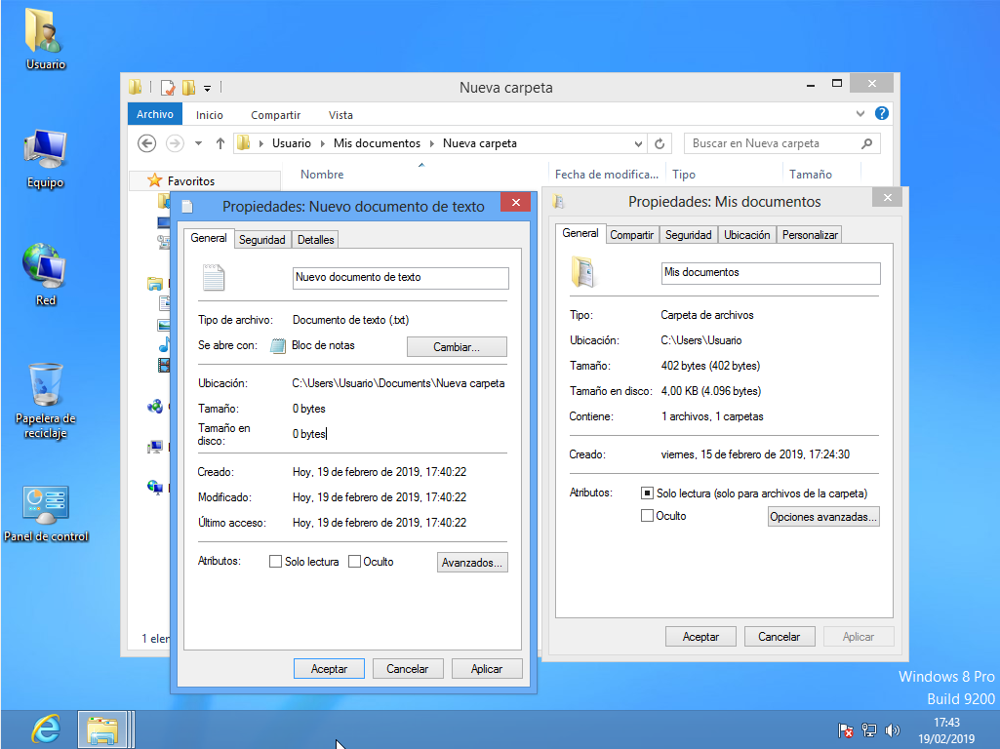 Usuario
Equipo
Red
Papelera de
reciclaje
Panel de control
Nueva carpeta
Archivo
Inicio
Compartir
Vista
Usuario
Mis documentos
Nueva carpeta
Buscar en Nueva carpeta
Favoritos
Nombre
Fecha de modifica...
Tipo
Tamaño
1 elen
Propiedades: Nuevo documento de texto
General
Seguridad
Detalles
Nuevo documento de texto
Tipo de archivo: Documento de texto (.txt)
Se abre con: Bloc de notas
Cambiar...
Ubicación: C:\Users\Usuario\Documents\Nueva carpeta
Tamaño: 0 bytes
Tamaño en
disco:
0 bytes
Creado: Hoy, 19 de febrero de 2019, 17:40:22
Modificado: Hoy, 19 de febrero de 2019, 17:40:22
Último acceso: Hoy, 19 de febrero de 2019, 17:40:22
Atributos: Solo lectura Oculto
Avanzados...
Aceptar
Cancelar
Aplicar
Propiedades: Mis documentos
General
Compartir
Seguridad
Ubicación
Personalizar
Mis documentos
Tipo: Carpeta de archivos
Ubicación: C:\Users\Usuario
Tamaño: 402 bytes (402 bytes)
Tamaño en disco: 4,00 KB (4.096 bytes)
Contiene: 1 archivos, 1 carpetas
Creado: viernes, 15 de febrero de 2019, 17:24:30
Atributos: Solo lectura (solo para archivos de la carpeta)
Oculto
Opciones avanzadas...
Aceptar
Cancelar
Aplicar
Windows 8 Pro
Build 9200
17:43
19/02/2019